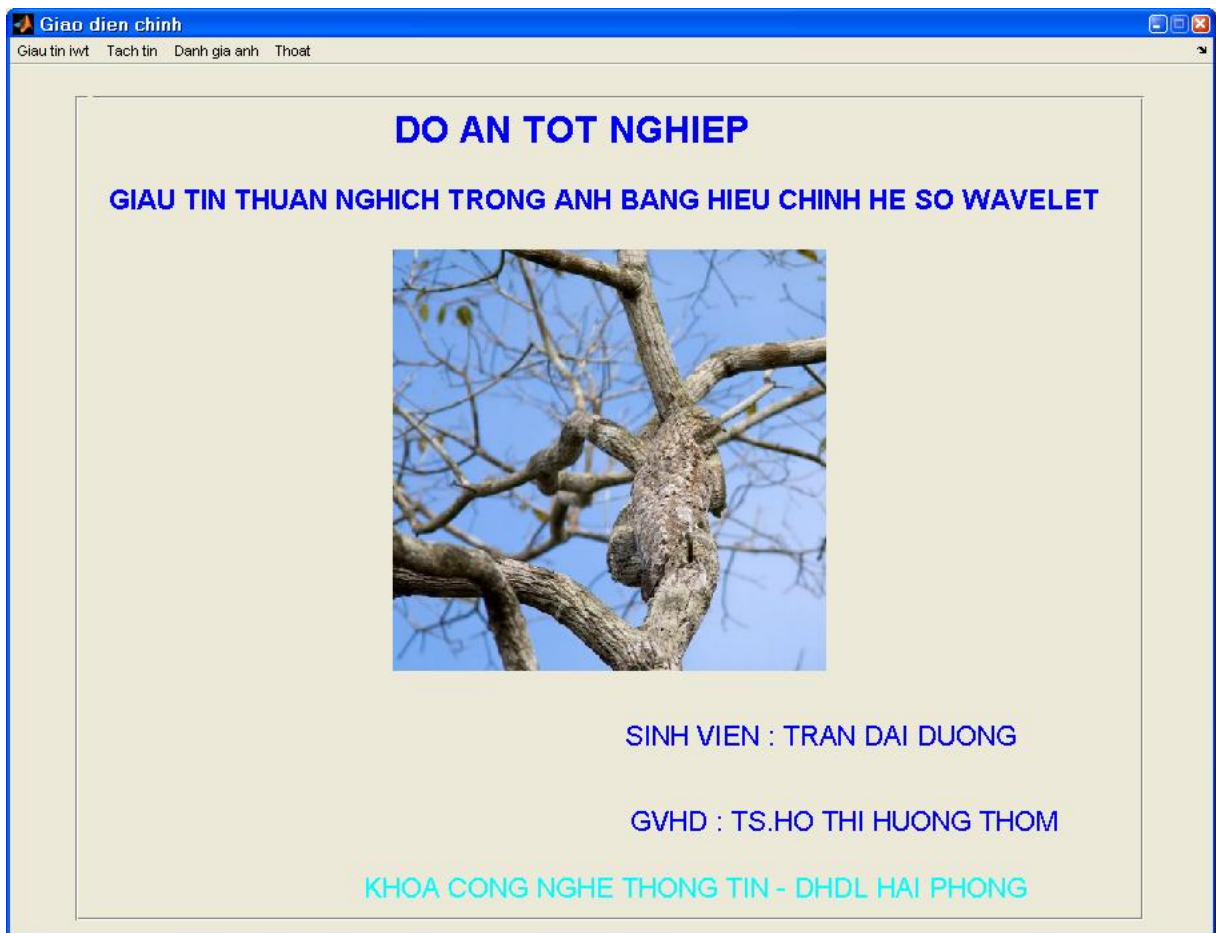 Giao dien chinh
Giau tin iwt Tach tin Danh gia anh Thoat
DO AN TOT NGHIEP
GIAU TIN THUAN NGHICH TRONG ANH BANG HIEU CHINH HE SO WAVELET
SINH VIEN : TRAN DAI DUONG
GVHD : TS.HO THI HUONG THOM
KHOA CONG NGHE THONG TIN - DHDL HAI PHONG